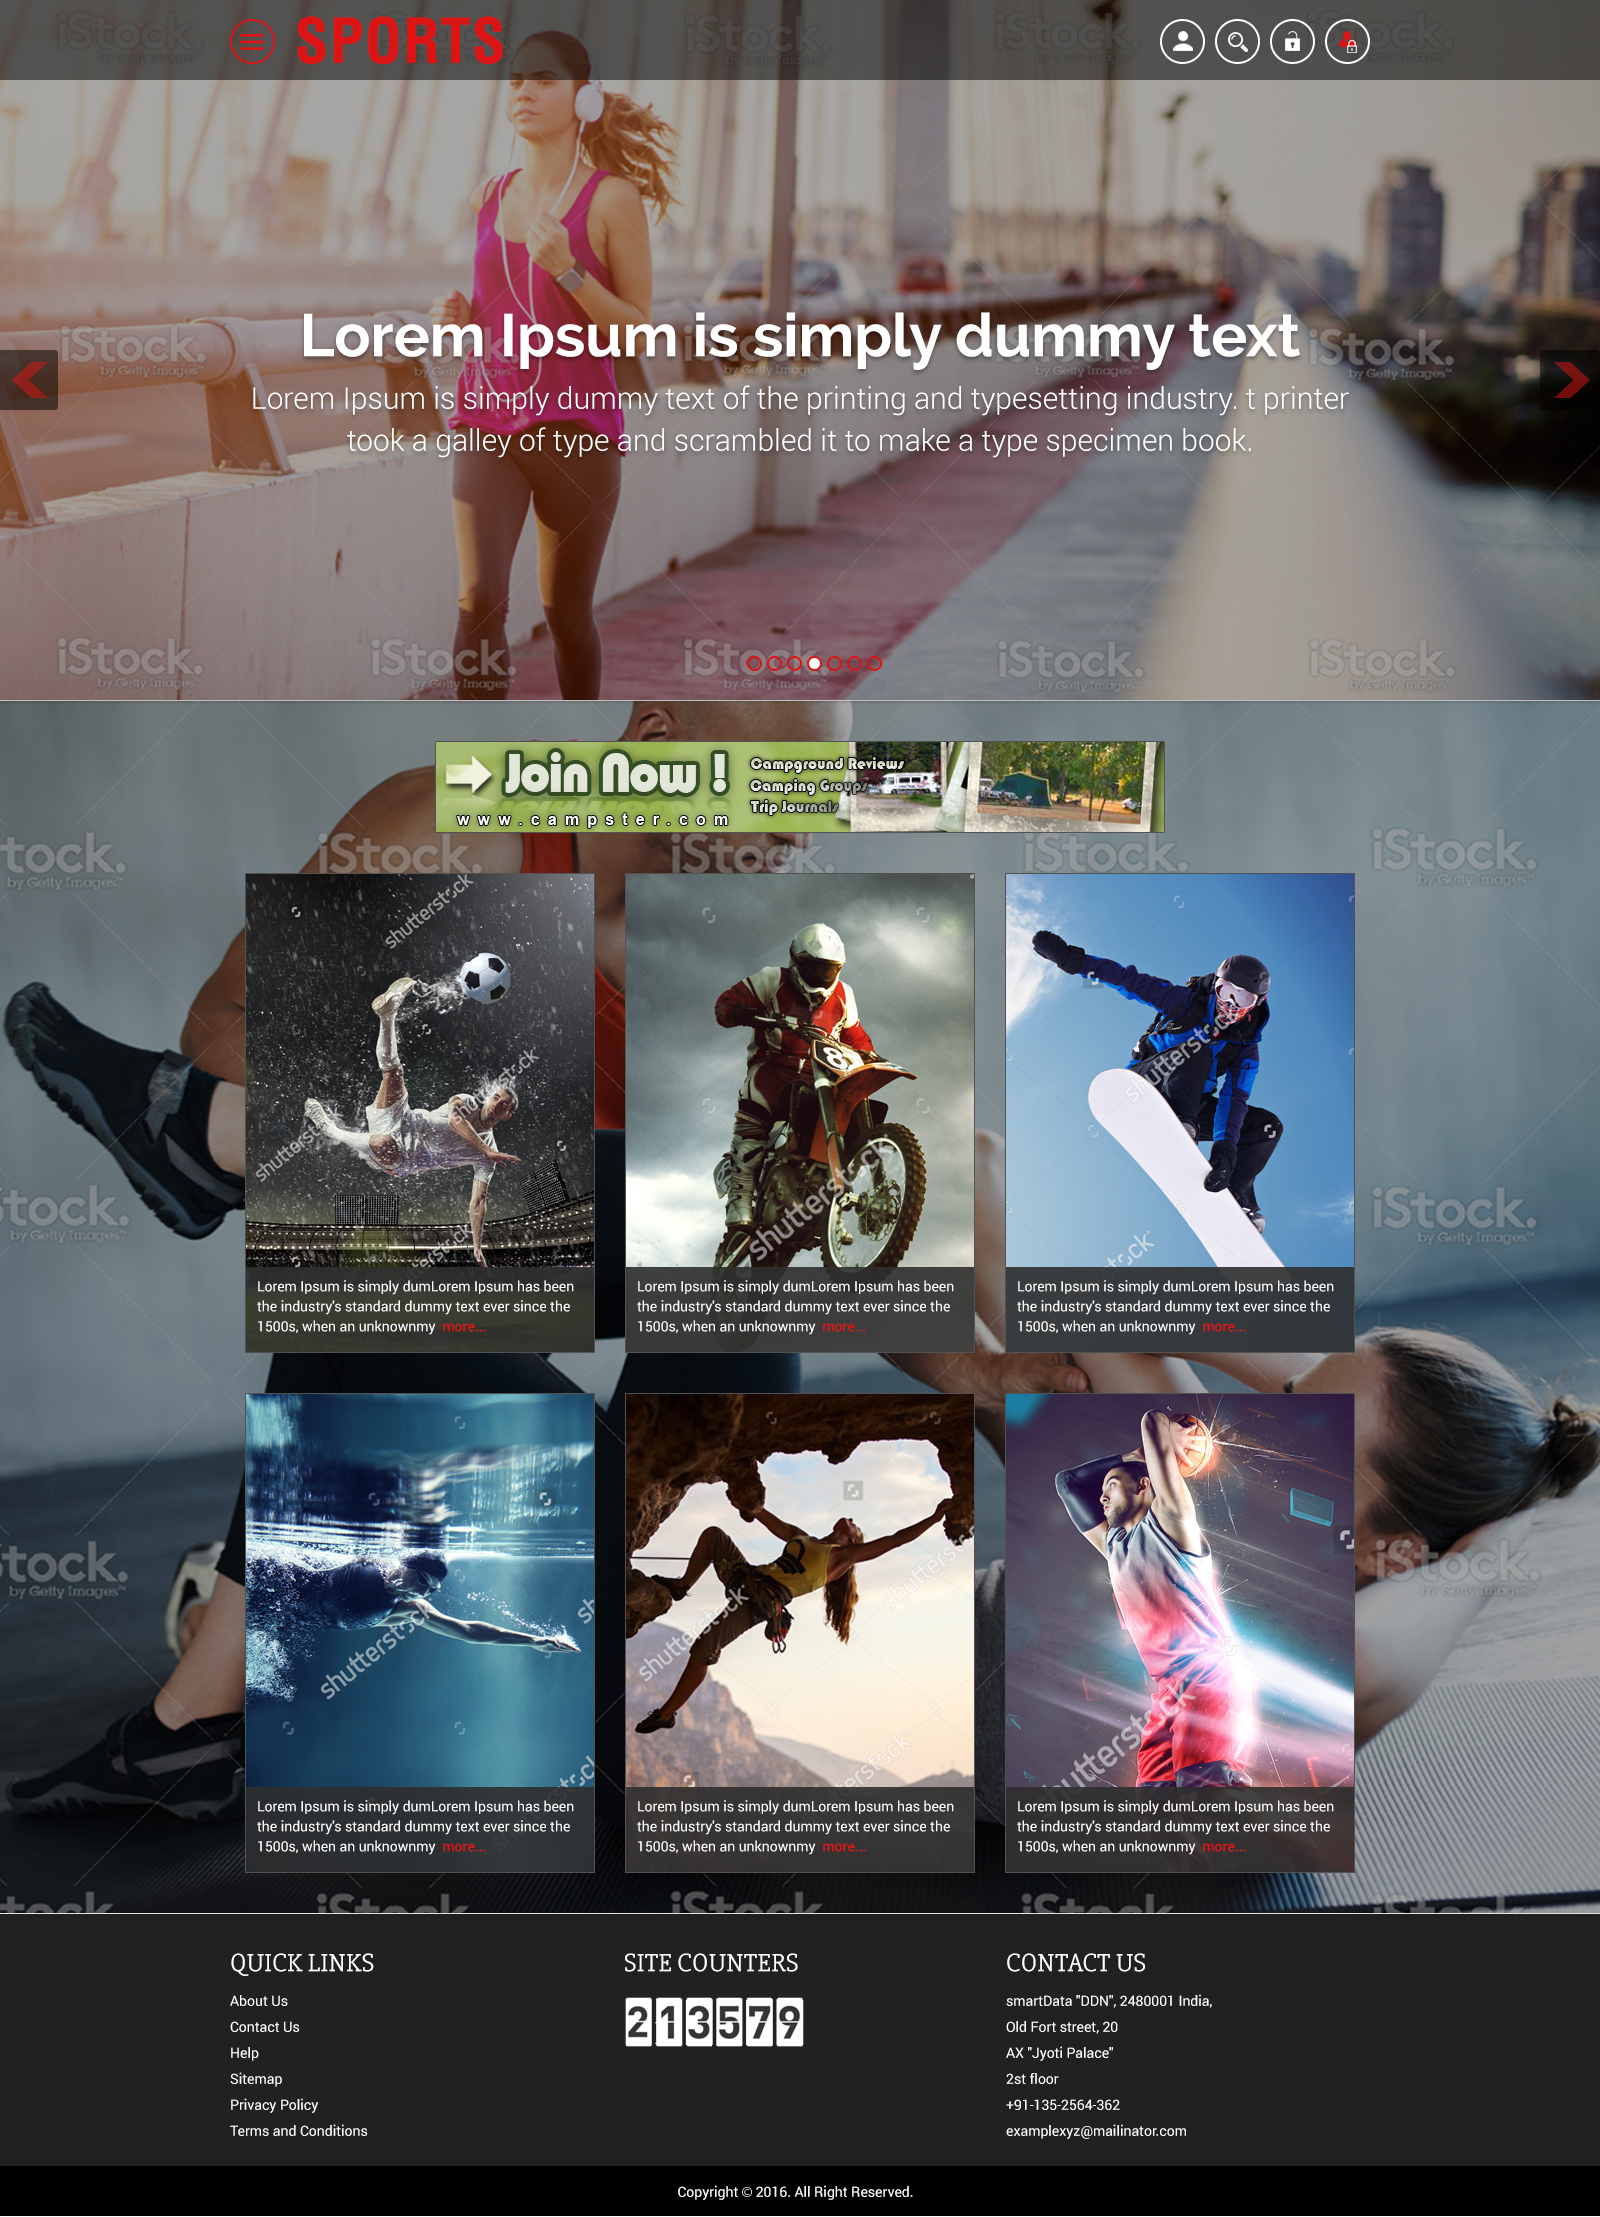 SPORTS
Lorem Ipsum is simply dummy text
Lorem Ipsum is simply dummy text of the printing and typesetting industry. t printer
took a galley of type and scrambled it to make a type specimen book.
iStock.
by Getty Images™
Join Now !
www.campster.com
Campground Reviews
Camping Groups
Trip Journals
shutterstock
Lorem Ipsum is simply dumLorem Ipsum has been
the industry's standard dummy text ever since the
1500s, when an unknownmy more...
Lorem Ipsum is simply dumLorem Ipsum has been
the industry's standard dummy text ever since the
1500s, when an unknownmy more...
Lorem Ipsum is simply dumLorem Ipsum has been
the industry's standard dummy text ever since the
1500s, when an unknownmy more...
Lorem Ipsum is simply dumLorem Ipsum has been
the industry's standard dummy text ever since the
1500s, when an unknownmy more...
Lorem Ipsum is simply dumLorem Ipsum has been
the industry's standard dummy text ever since the
1500s, when an unknownmy more...
Lorem Ipsum is simply dumLorem Ipsum has been
the industry's standard dummy text ever since the
1500s, when an unknownmy more...
QUICK LINKS
About Us
Contact Us
Help
Sitemap
Privacy Policy
Terms and Conditions
SITE COUNTERS
213579
CONTACT US
smartData "DDN", 2480001 India,
Old Fort street, 20
AX "Jyoti Palace"
2st floor
+91-135-2564-362
examplexyz@mailinator.com
Copyright © 2016. All Right Reserved.